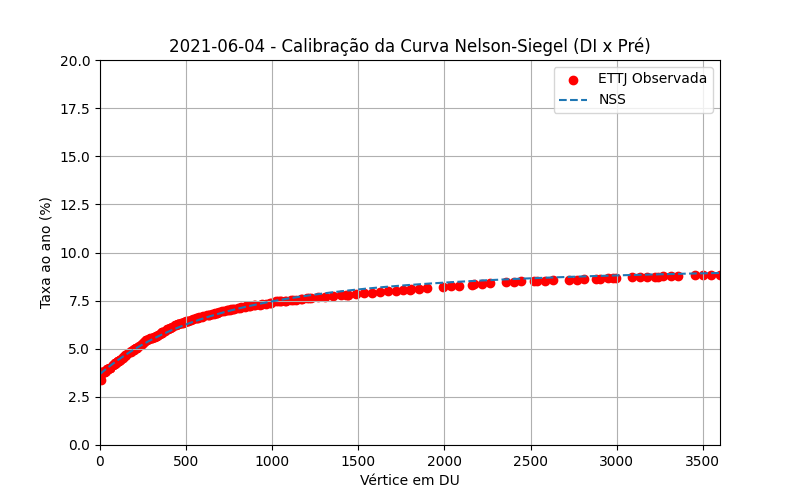 2021-06-04 - Calibração da Curva Nelson-Siegel (DI x Pré)
ETTJ Observada
NSS
Taxa ao ano (%)
20.0
17.5
15.0
12.5
10.0
7.5
5.0
2.5
0.0
0 500 1000 1500 2000 2500 3000 3500
Vértice em DU